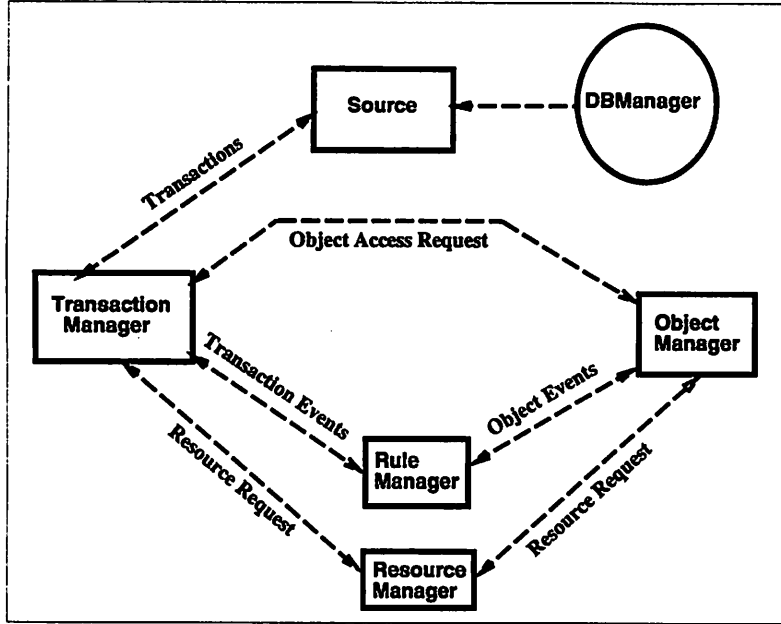 Source
DBManager
Transactions
Object Access Request
Transaction
Manager
Object
Manager
Transaction Events
Object Events
Resource Request
Rule
Manager
Resource Request
Resource
Manager